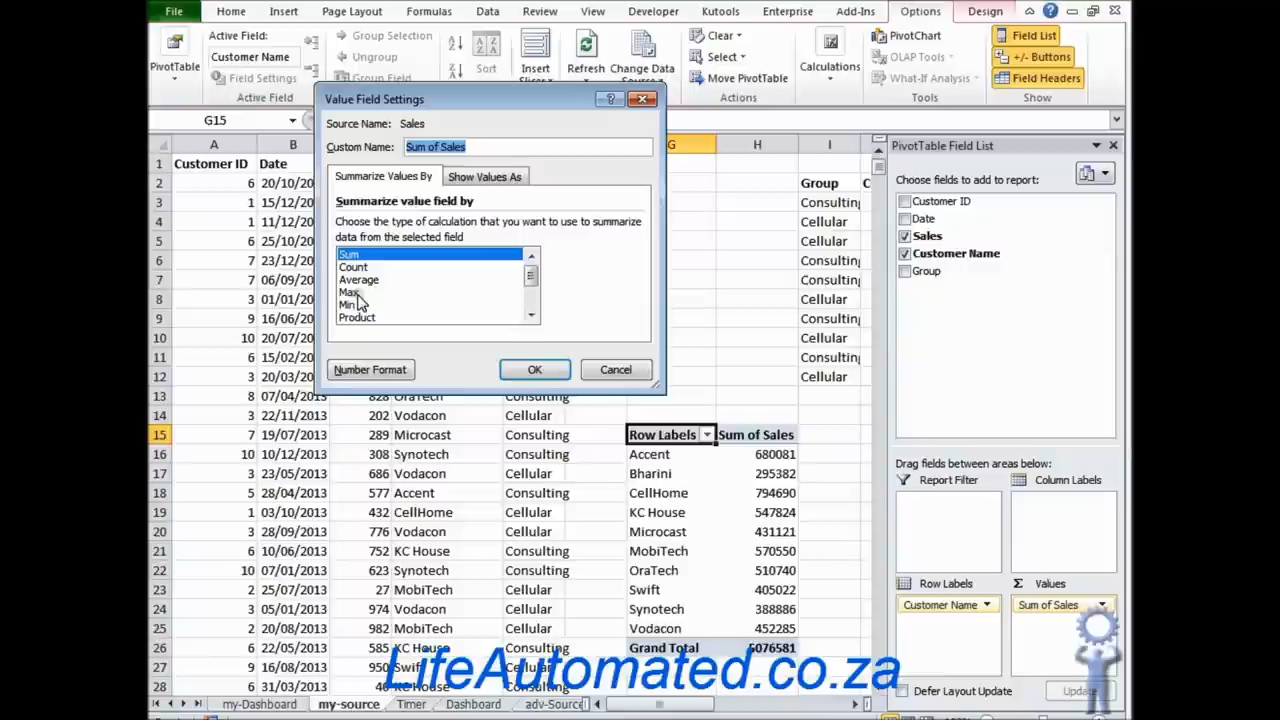 File Home Insert Page Layout Formulas Data Review View Developer Kutools Enterprise Add-Ins Options Design
Active Field:
Customer Name
Field Settings
PivotTable
Active Field
Group Selection
Ungroup
Group Field
Sort
Insert
Refresh
Change Data
Clear
Select
Move PivotTable
Actions
Calculations
PivotChart
OLAP Tools
What-If Analysis
Tools
Field List
+/- Buttons
Field Headers
Show
G15
Value Field Settings
Source Name: Sales
Custom Name: Sum of Sales
Summarize Values By Show Values As
Summarize value field by
Choose the type of calculation that you want to use to summarize
data from the selected field
Sum
Count
Average
Max
Min
Product
Number Format OK Cancel
A B G H I
1 Customer ID Date
2 6 Group
3 1
4 1 Cellular
5 6
6 7
7 7
8 3 Cellular
9 9
10 10 Cellular
11 6
12 3 Cellular
13 8 828 OraTech Consulting
14 3 22/11/2013 202 Vodacon Cellular
15 7 19/07/2013 289 Microcast Consulting Row Labels Sum of Sales
16 10 10/12/2013 308 Synotech Consulting Accent 680081
17 3 23/05/2013 686 Vodacon Cellular Bharini 295382
18 5 28/04/2013 577 Accent Consulting CellHome 794690
19 1 03/10/2013 432 CellHome Cellular KC House 547824
20 3 28/09/2013 776 Vodacon Cellular Microcast 431121
21 6 10/06/2013 752 KC House Consulting MobiTech 570550
22 10 07/01/2013 623 Synotech Consulting OraTech 510740
23 2 25/07/2013 27 MobiTech Cellular Swift 405022
24 3 05/01/2013 974 Vodacon Cellular Synotech 388886
25 2 20/08/2013 982 MobiTech Cellular Vodacon 452285
26 6 22/05/2013 585 KC House Consulting Grand Total 5076581
27 9 16/08/2013 950 Swift
28 6 31/03/2013
LifeAutomated.co.za
my-Dashboard my-source Timer Dashboard adv-Source
PivotTable Field List
Choose fields to add to report:
Customer ID
Date
Sales
Customer Name
Group
Drag fields between areas below:
Report Filter Column Labels
Row Labels Σ Values
Customer Name Sum of Sales
Defer Layout Update Update